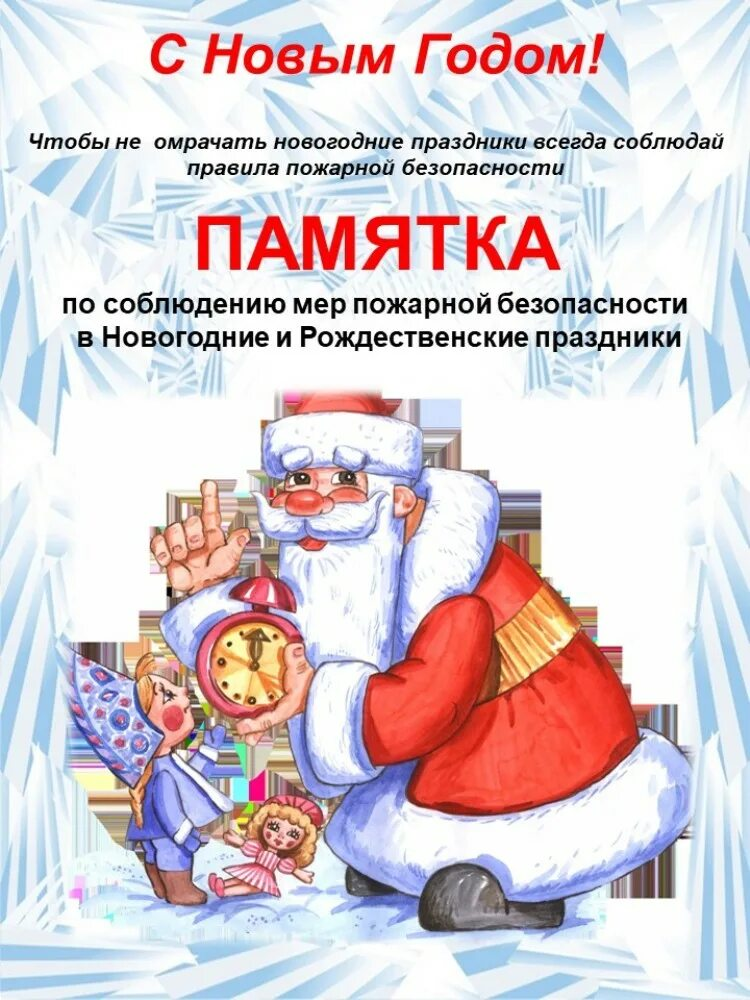 С Новым Годом!
Чтобы не омрачать новогодние праздники всегда соблюдай
правила пожарной безопасности
ПАМЯТКА
по соблюдению мер пожарной безопасности
в Новогодние и Рождественские праздники